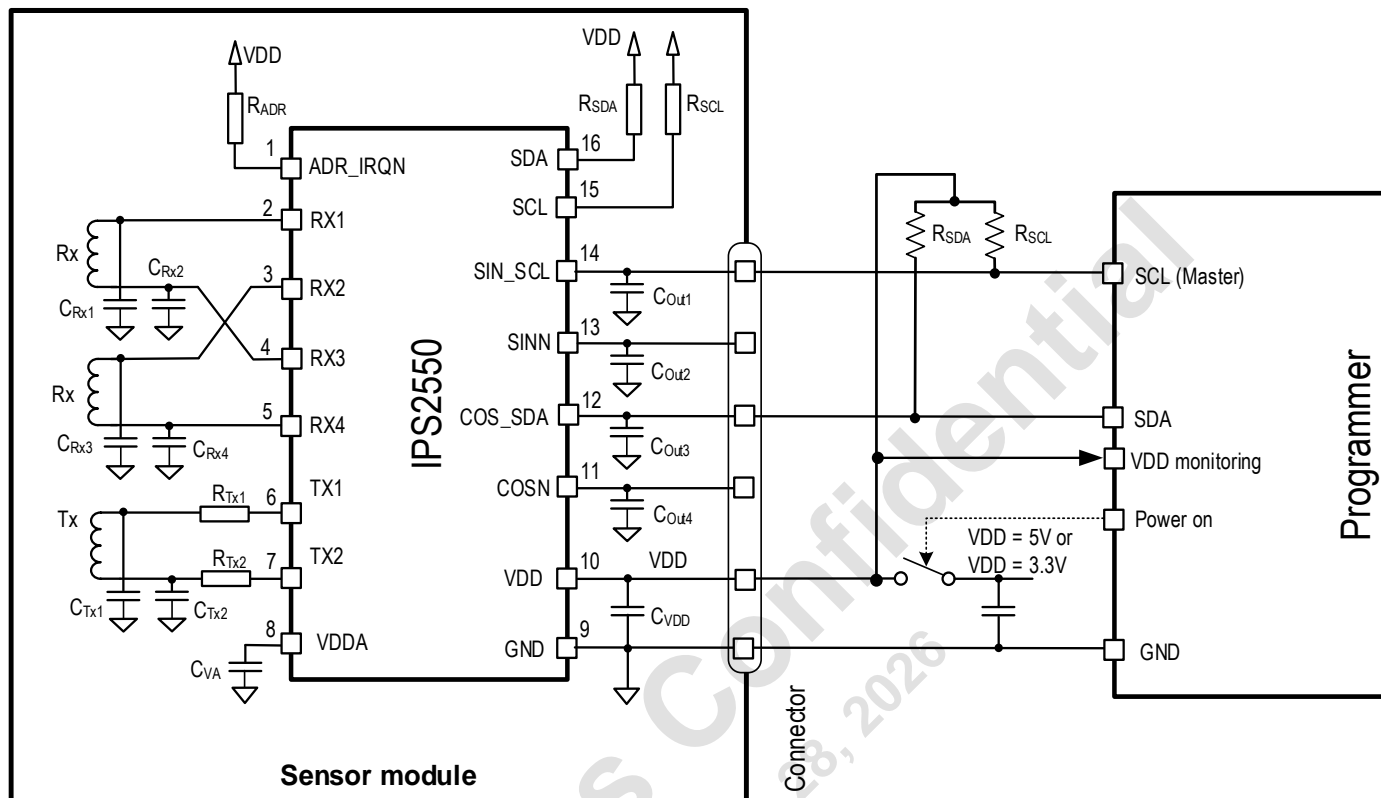 VDD
RADR
VDD
RSDA
RSCL
1
ADR_IRQN
2
RX1
Rx
CRx1
CRx2
3
RX2
4
RX3
Rx
CRx3
CRx4
5
RX4
Tx
CTx1
CTx2
RTx1
6
TX1
RTx2
7
TX2
8
VDDA
CVA
IPS2550
16
SDA
15
SCL
14
SIN_SCL
COut1
13
SINN
COut2
12
COS_SDA
COut3
11
COSN
COut4
10
VDD
VDD
CVDD
9
GND
Sensor module
Connector
RSDA
RSCL
SCL (Master)
SDA
VDD monitoring
Power on
VDD = 5V or
VDD = 3.3V
GND
Programmer
s Confidential
28, 2026